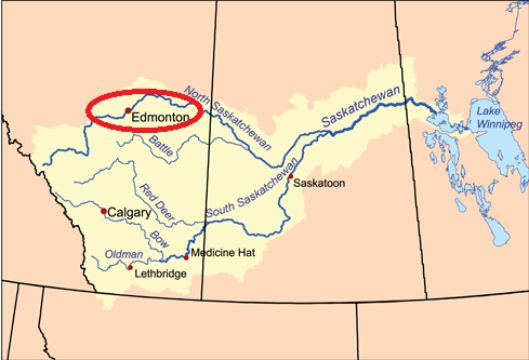 North Saskatchewan
Saskatchewan
Edmonton
Lake
Winnipeg
Battle
South Saskatchewan
Saskatoon
Red Deer
Calgary
Bow
Oldman
Medicine Hat
Lethbridge